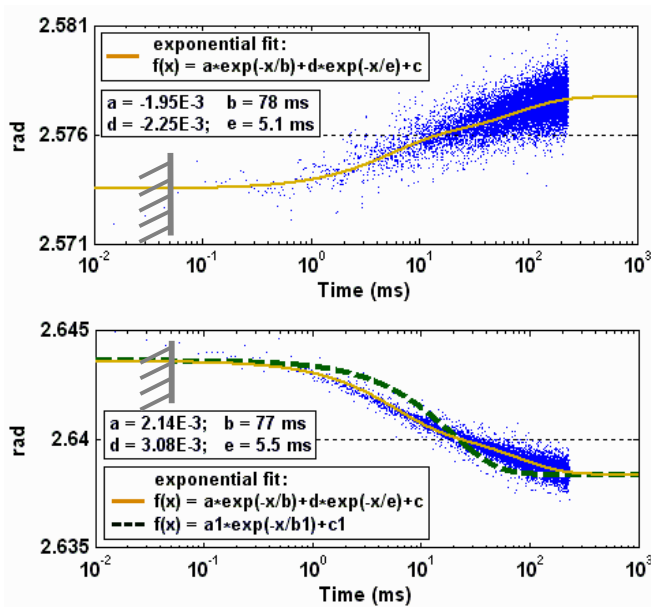 2.581
exponential fit:
f(x) = a*exp(-x/b)+d*exp(-x/e)+c
a = -1.95E-3 b = 78 ms
d = -2.25E-3; e = 5.1 ms
2.576
rad
2.571
10^-2 10^-1 10^0 10^1 10^2 10^3
Time (ms)
2.645
a = 2.14E-3; b = 77 ms
d = 3.08E-3; e = 5.5 ms
2.64
rad
exponential fit:
f(x) = a*exp(-x/b)+d*exp(-x/e)+c
f(x) = a1*exp(-x/b1)+c1
2.635
10^-2 10^-1 10^0 10^1 10^2 10^3
Time (ms)